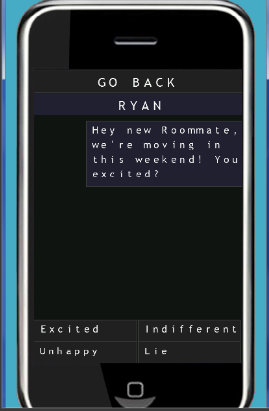 GO BACK
RYAN
Hey new Roommate,
we're moving in
this weekend! You
excited?
Excited Indifferent
Unhappy Lie